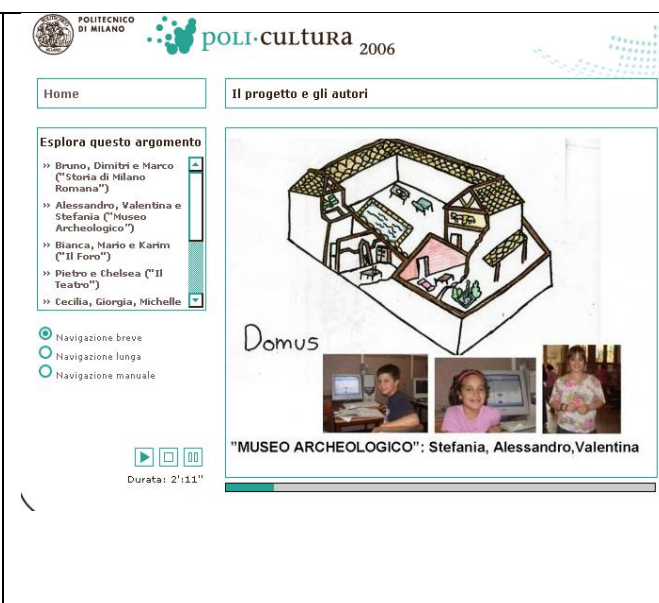 POLITECNICO
DI MILANO
POLI·CULTURA 2006
Home
Il progetto e gli autori
Esplora questo argomento
» Bruno, Dimitri e Marco
("Storia di Milano
Romana")
» Alessandro, Valentina e
Stefania ("Museo
Archeologico")
» Bianca, Mario e Karim
("Il Foro")
» Pietro e Chelsea ("Il
Teatro")
» Cecilia, Giorgia, Michelle
Navigazione breve
Navigazione lunga
Navigazione manuale
Durata: 2':11"
Domus
"MUSEO ARCHEOLOGICO": Stefania, Alessandro,Valentina